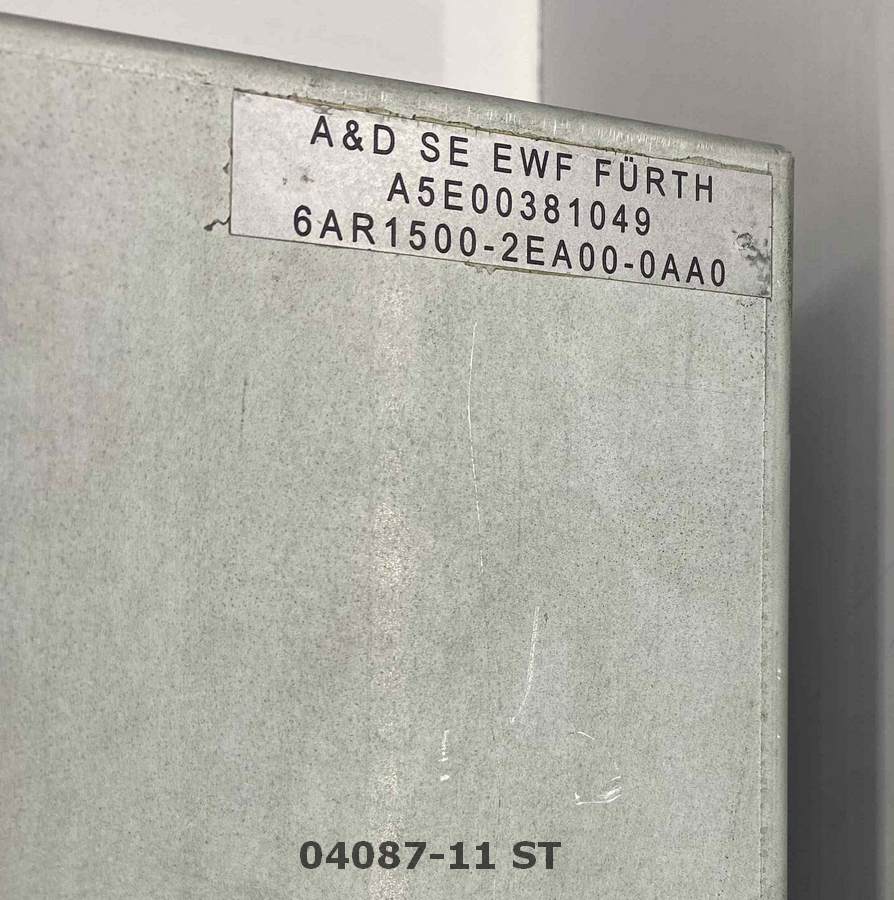 A&D SE EWF FÜRTH
A5E00381049
6AR1500-2EA00-0AA0
04087-11 ST